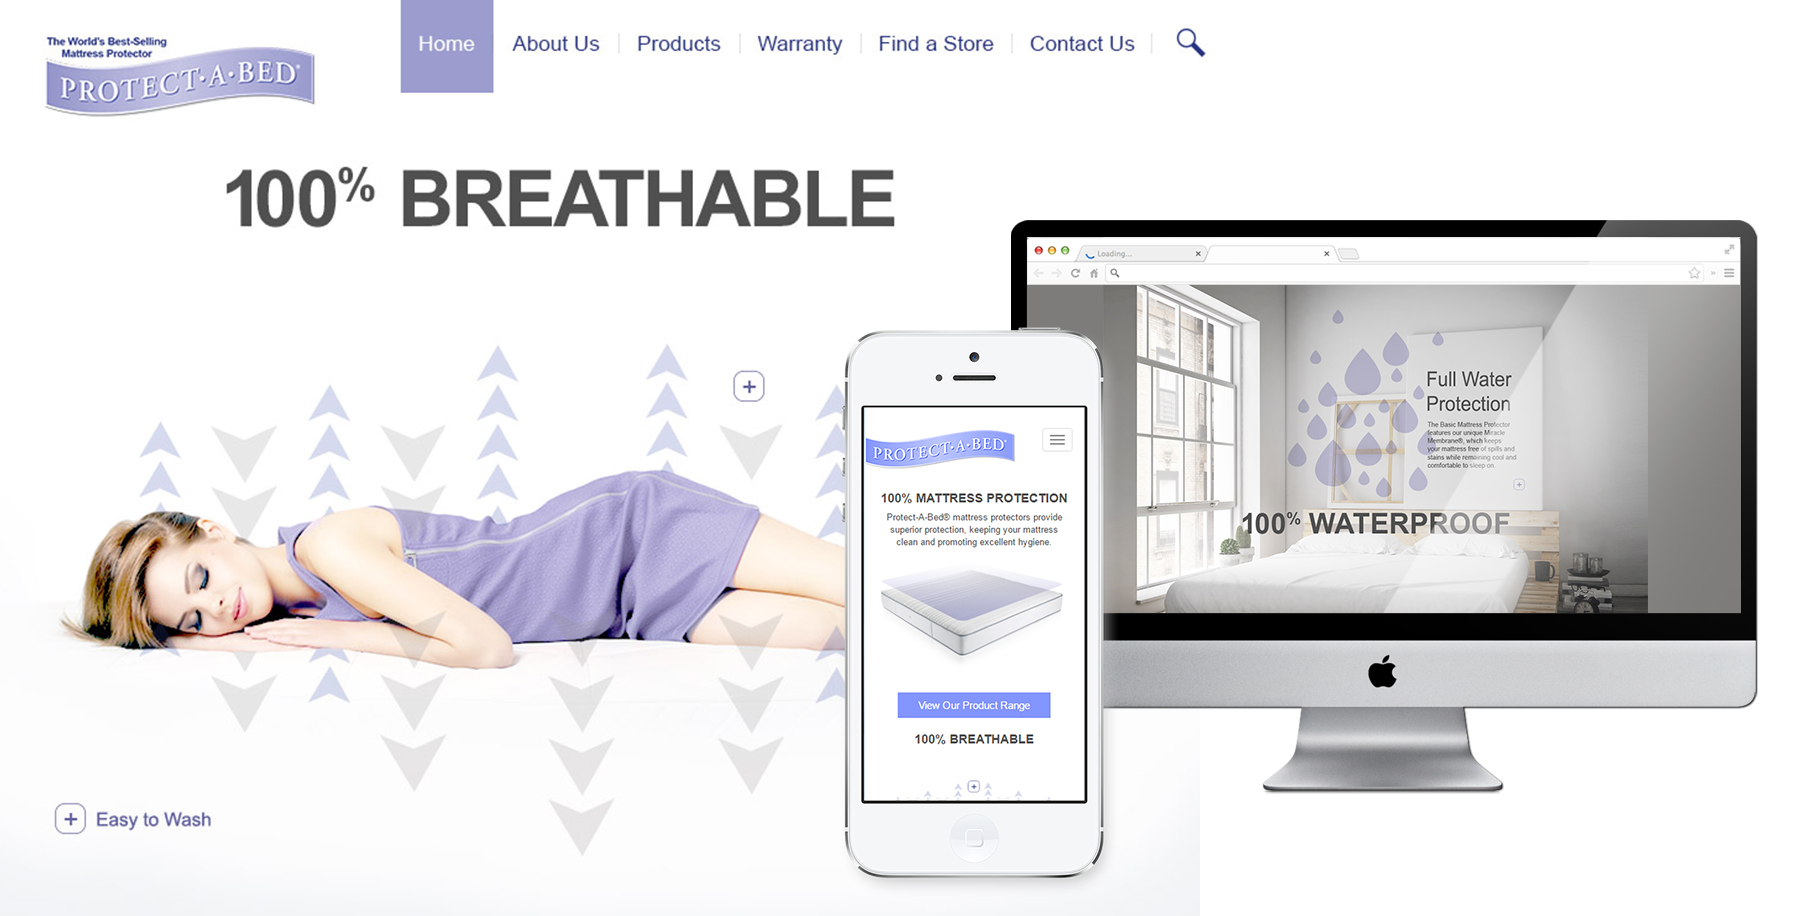 The World's Best-Selling
Mattress Protector
PROTECT·A·BED®
Home
About Us
Products
Warranty
Find a Store
Contact Us
100% BREATHABLE
Easy to Wash
PROTECT·A·BED®
100% MATTRESS PROTECTION
Protect-A-Bed® mattress protectors provide
superior protection, keeping your mattress
clean and promoting excellent hygiene.
View Our Product Range
100% BREATHABLE
Loading...
Full Water
Protection
The Basic Mattress Protector
features our unique Miracle
Membrane®, which keeps
your mattress free of spills and
stains while remaining cool and
comfortable to sleep on.
100% WATERPROOF